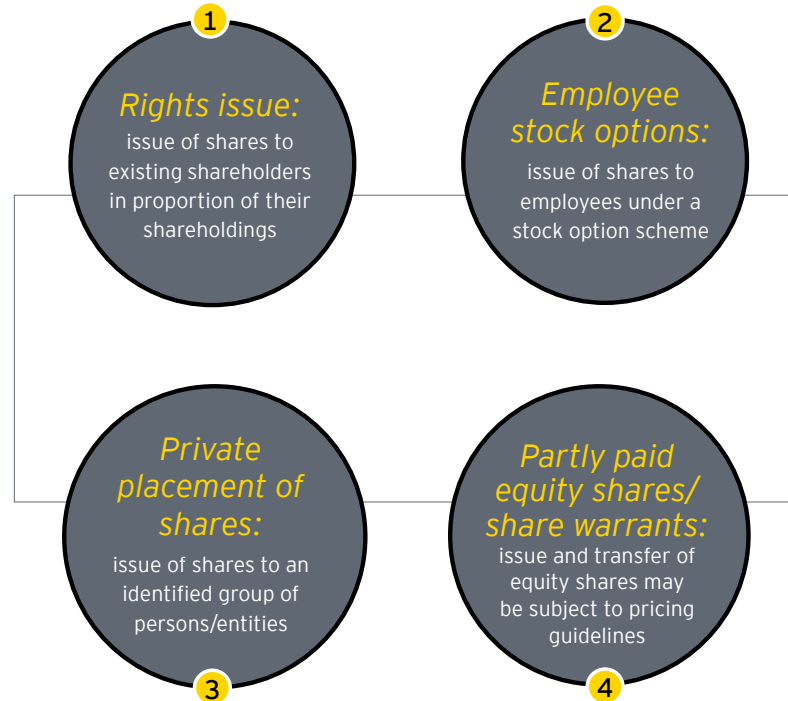 1
Rights issue:
issue of shares to
existing shareholders
in proportion of their
shareholdings
2
Employee
stock options:
issue of shares to
employees under a
stock option scheme
Private
placement of
shares:
issue of shares to an
identified group of
persons/entities
3
Partly paid
equity shares/
share warrants:
issue and transfer of
equity shares may
be subject to pricing
guidelines
4